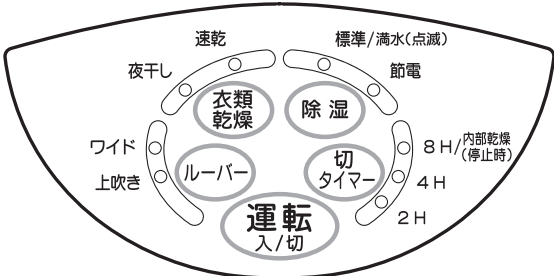 速乾
標準/満水(点滅)
夜干し
節電
衣類
乾燥
除湿
ワイド
8H/内部乾燥
(停止時)
上吹き
ルーバー
切
タイマー
4H
2H
運転
入/切